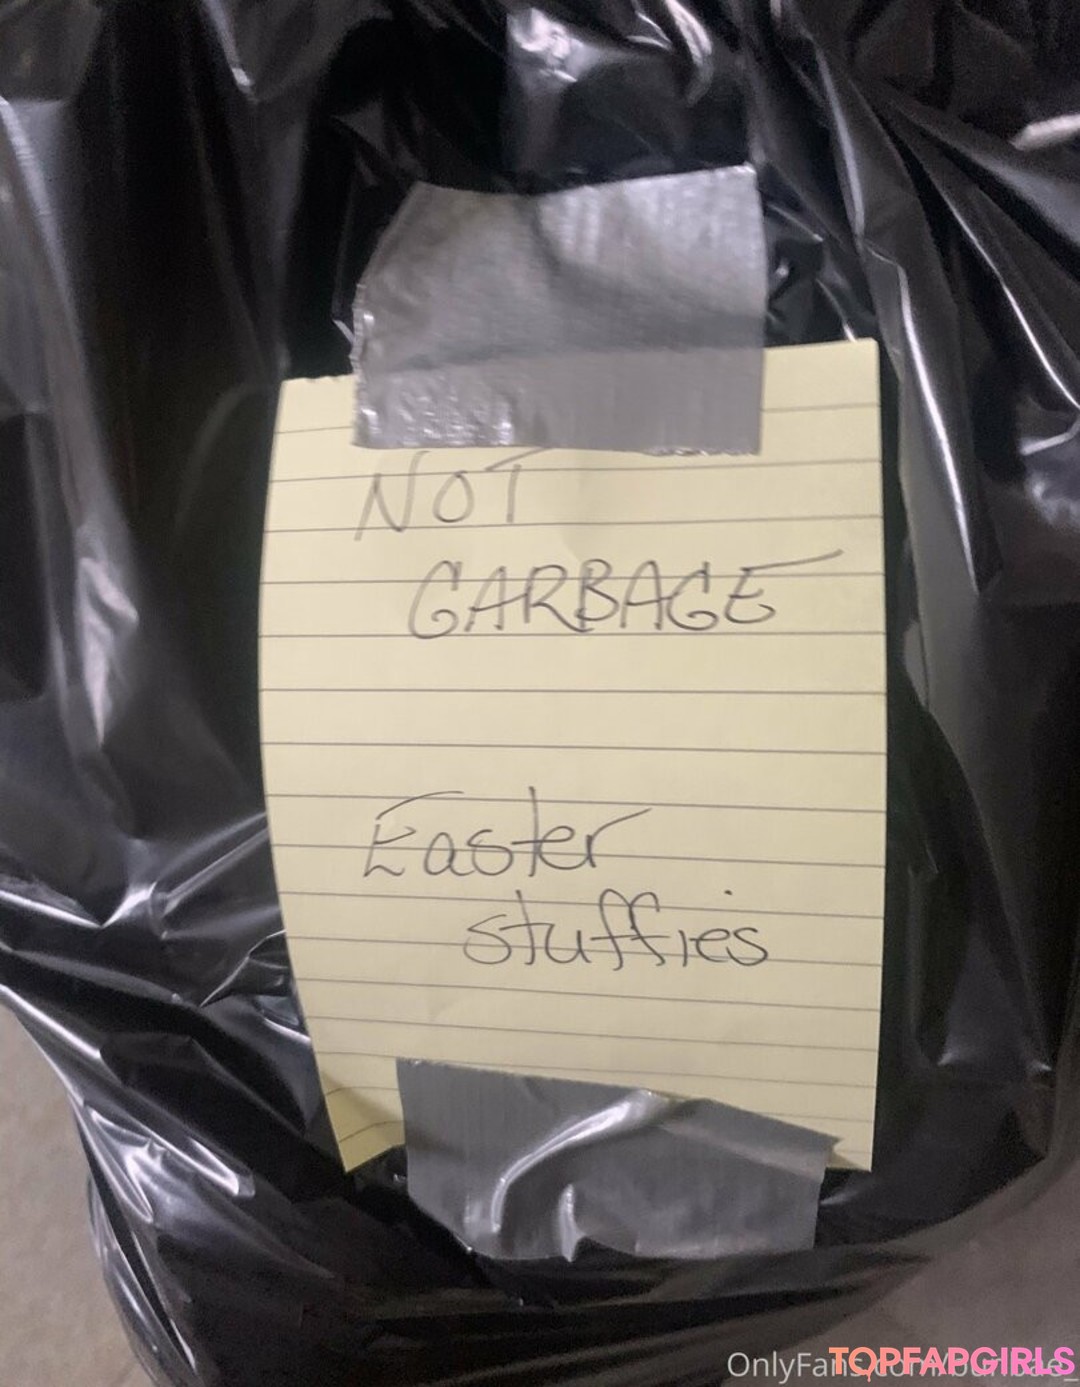 NOT
GARBAGE
Easter
stuffies
TOPFAPGIRLS